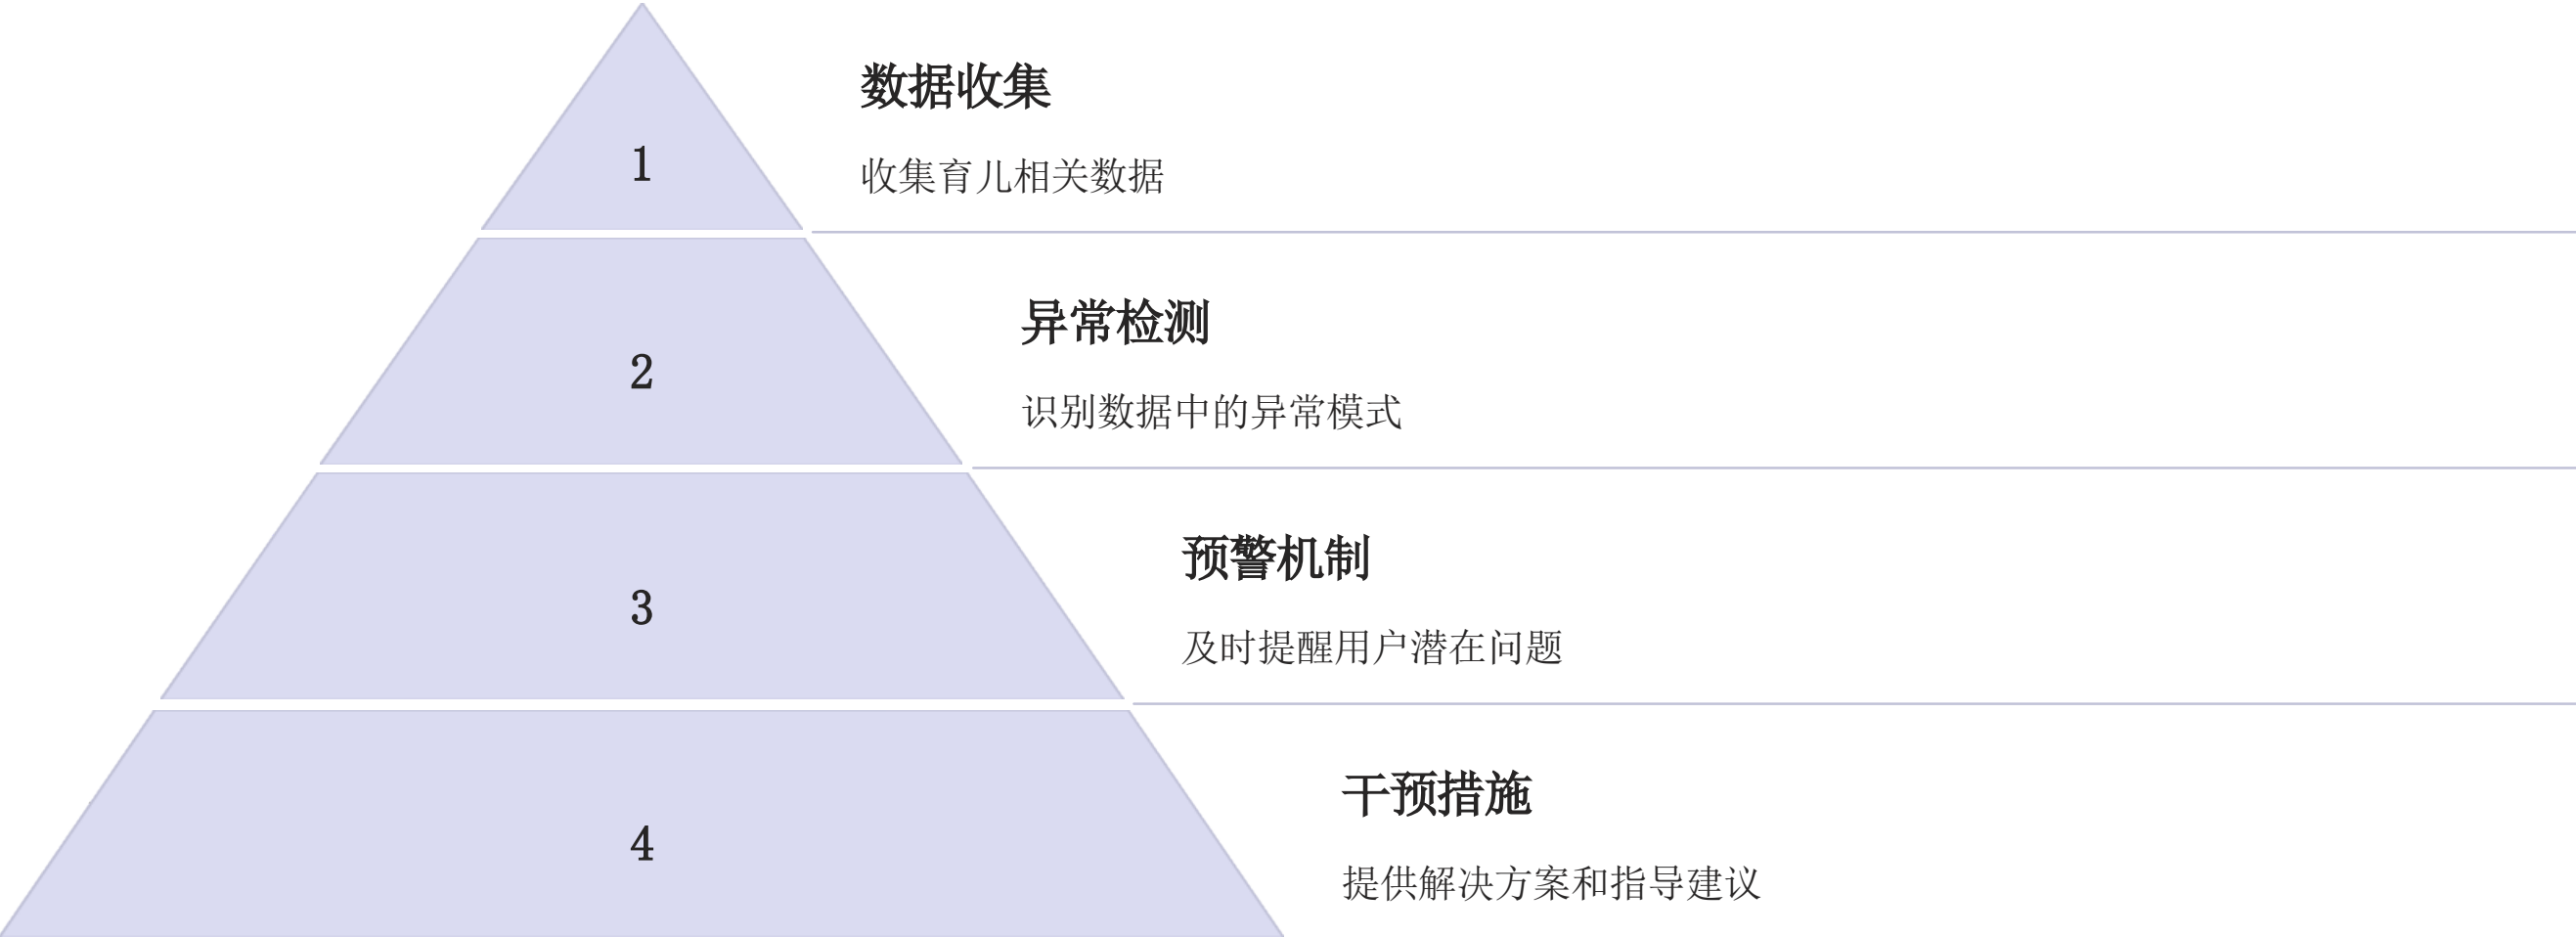 1
数据收集
收集育儿相关数据
2
异常检测
识别数据中的异常模式
3
预警机制
及时提醒用户潜在问题
4
干预措施
提供解决方案和指导建议